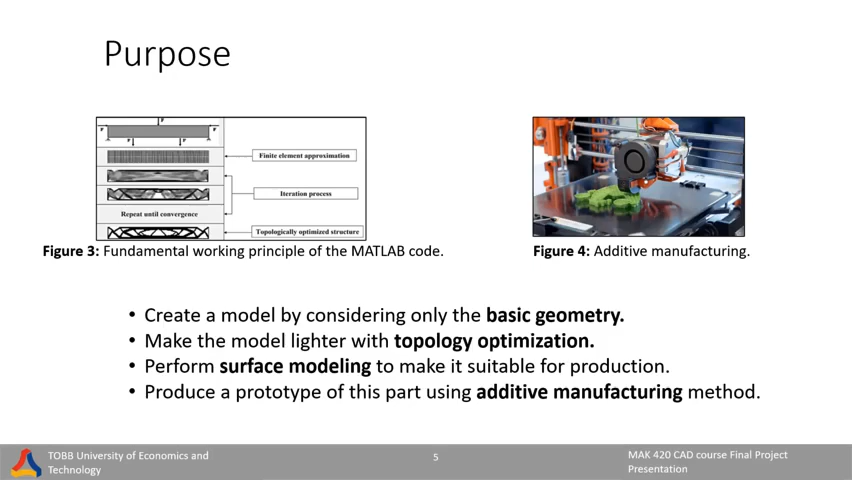 Purpose
F
F
F
F
F
Finite element approximation
Iteration process
Repeat until convergence
Topologically optimized structure
Figure 3: Fundamental working principle of the MATLAB code.
Figure 4: Additive manufacturing.
• Create a model by considering only the basic geometry.
• Make the model lighter with topology optimization.
• Perform surface modeling to make it suitable for production.
• Produce a prototype of this part using additive manufacturing method.
TOBB University of Economics and
Technology
5
MAK 420 CAD course Final Project
Presentation